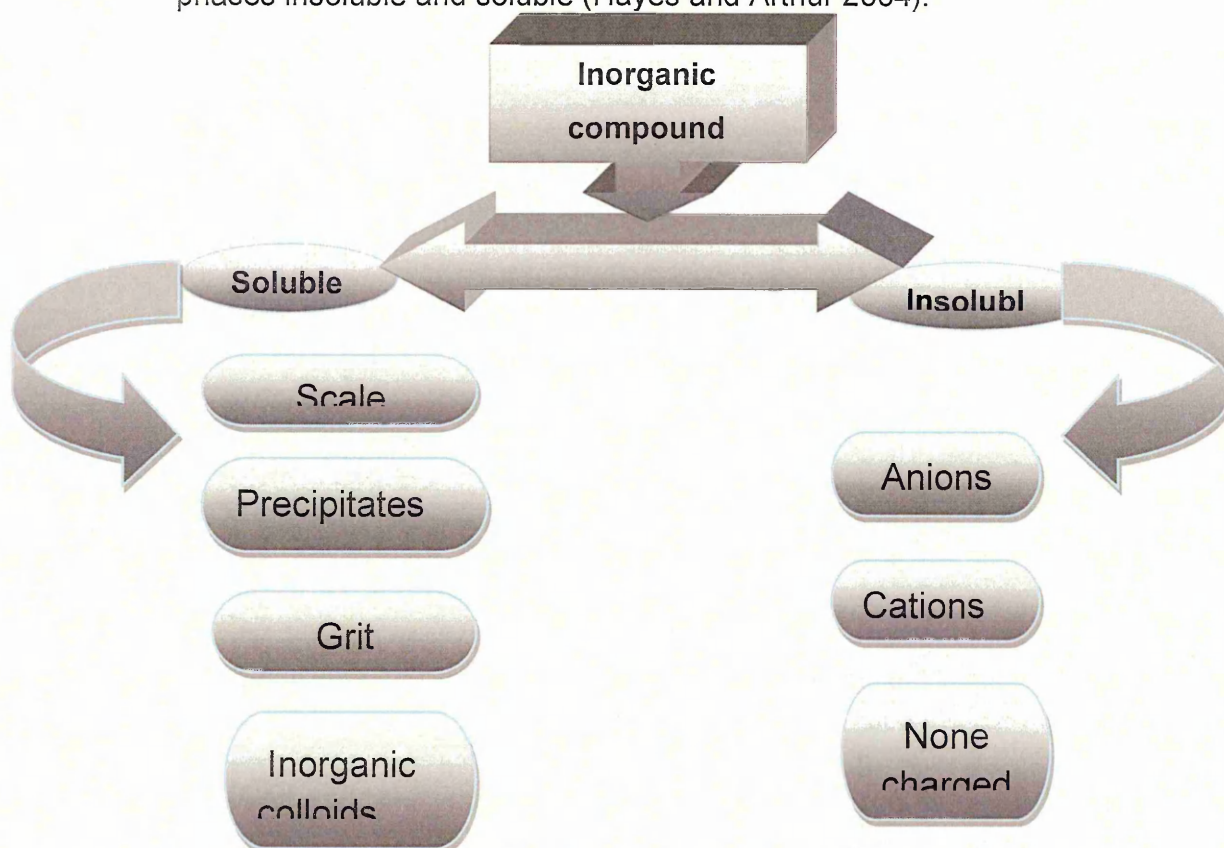 phases insoluble and soluble (Hayes and Arthur 2004).
Inorganic
compound
Soluble
Insolubl
Scale
Precipitates
Grit
Inorganic
colloids
Anions
Cations
None
charged